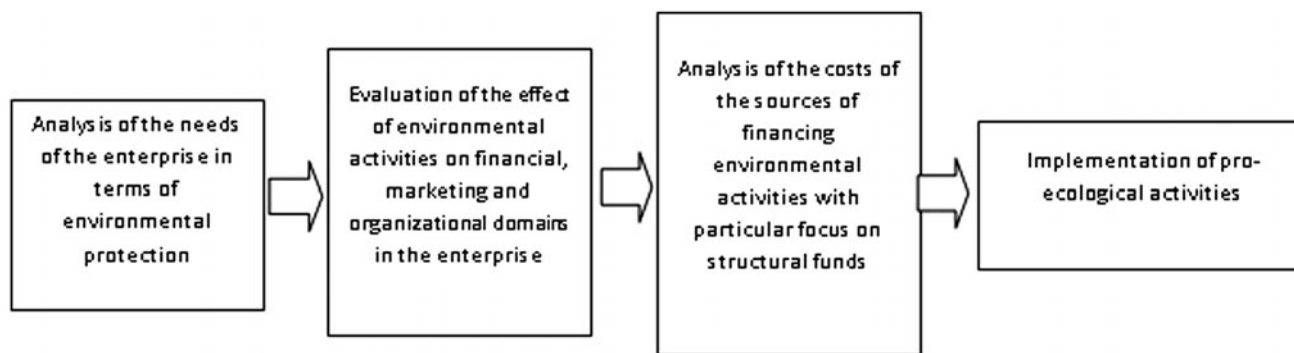 Analysis of the needs
of the enterprise in
terms of
environmental
protection
Evaluation of the effect
of environmental
activities on financial,
marketing and
organizational domains
in the enterprise
Analysis of the costs of
the sources of
financing
environmental
activities with
particular focus on
structural funds
Implementation of pro-
ecological activities